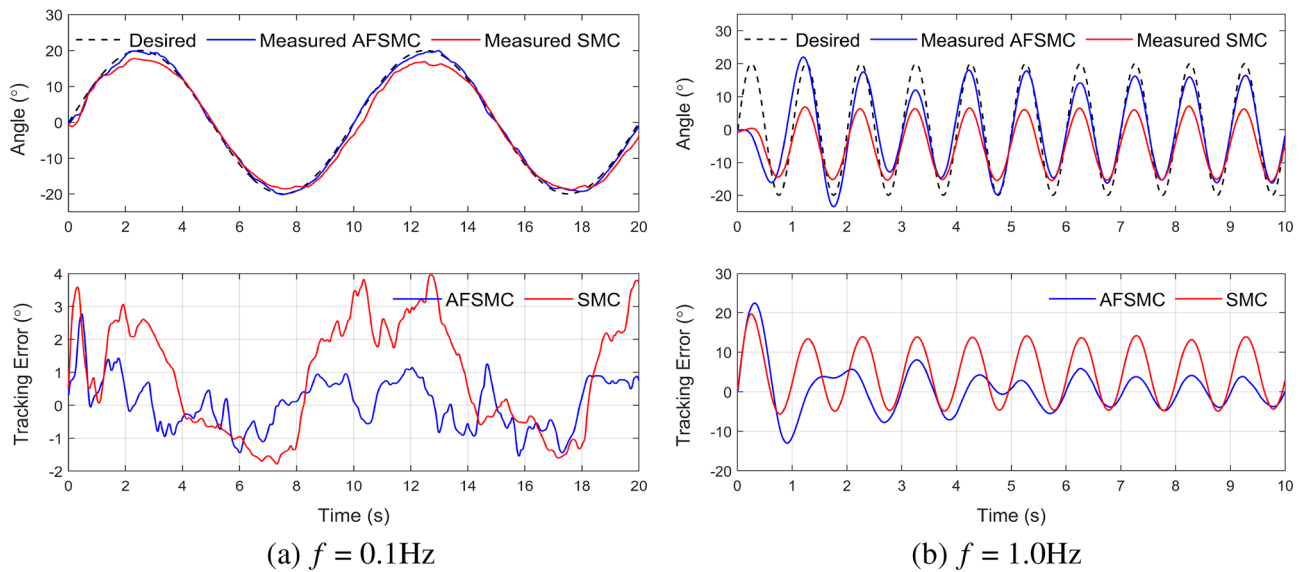 Desired Measured AFSMC Measured SMC
20
10
0
-10
-20
Angle (°)
0 2 4 6 8 10 12 14 16 18 20
AFSMC SMC
4
3
2
1
0
-1
-2
Tracking Error (°)
0 2 4 6 8 10 12 14 16 18 20
Time (s)
(a) f = 0.1Hz
Desired Measured AFSMC Measured SMC
30
20
10
0
-10
-20
Angle (°)
0 1 2 3 4 5 6 7 8 9 10
AFSMC SMC
30
20
10
0
-10
-20
Tracking Error (°)
0 1 2 3 4 5 6 7 8 9 10
Time (s)
(b) f = 1.0Hz